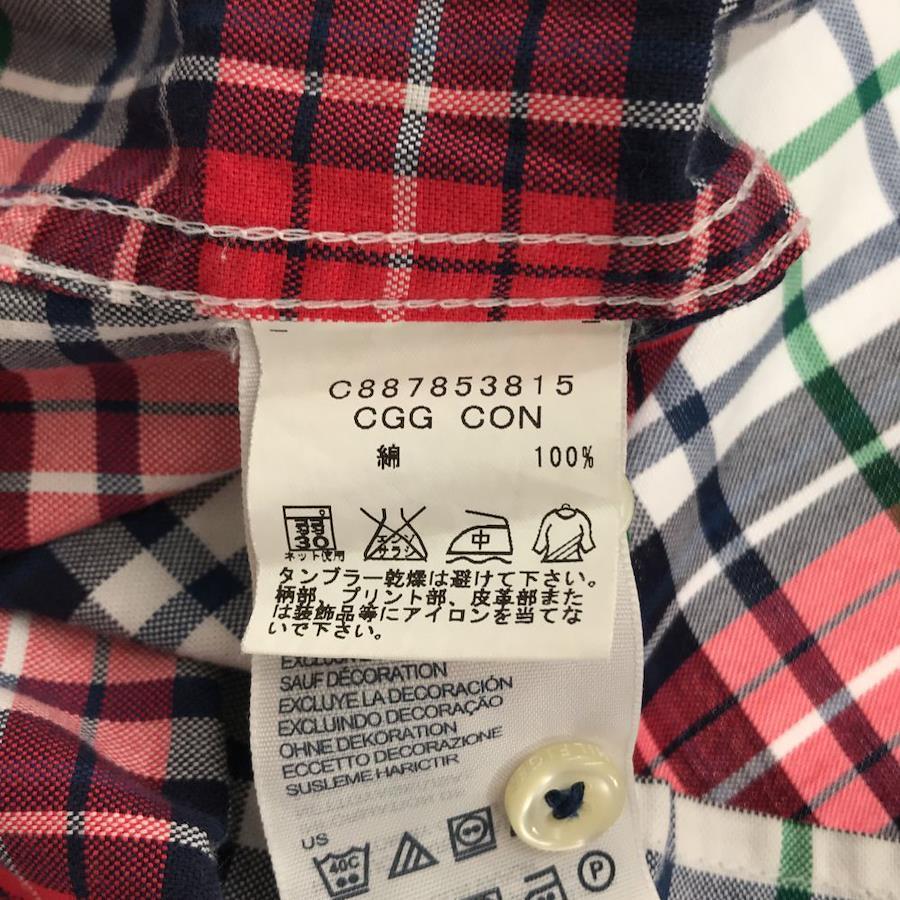 C887853815
CGG CON
綿 100%
30
ネット使用
エンソ
サラシ
中
タンブラー乾燥は避けて下さい。
柄部、プリント部、皮革部また
は装飾品等にアイロンを当てな
いで下さい。
SAUF DÉCORATION
EXCLUYE LA DECORACIÓN
EXCLUINDO DECORAÇÃO
OHNE DEKORATION
ECCETTO DECORAZIONE
SUSLEME HARICTIR
US
40C
P